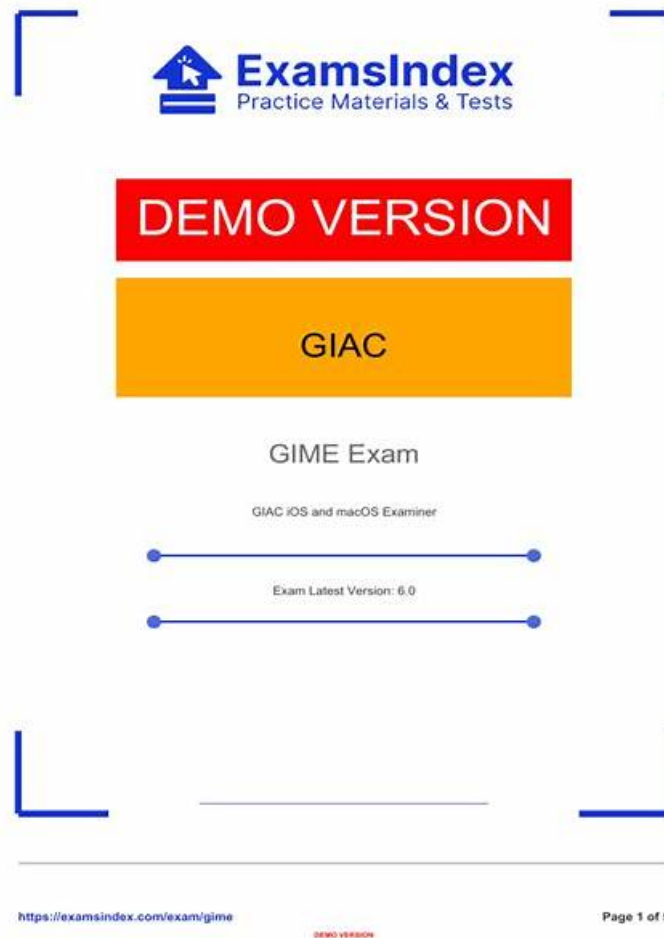 ExamsIndex
Practice Materials & Tests
DEMO VERSION
GIAC
GIME Exam
GIAC iOS and macOS Examiner
Exam Latest Version: 6.0
https://examsindex.com/exam/gime
Page 1 of
DEMO VERSION